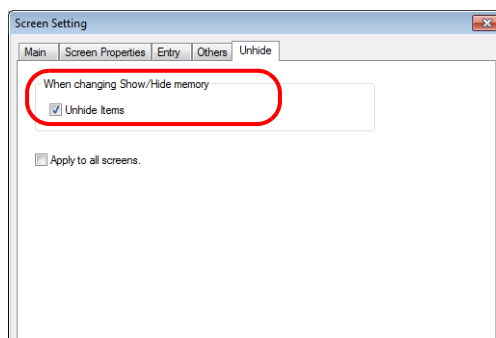 Screen Setting
Main Screen Properties Entry Others Unhide
When changing Show/Hide memory
Unhide Items
Apply to all screens.